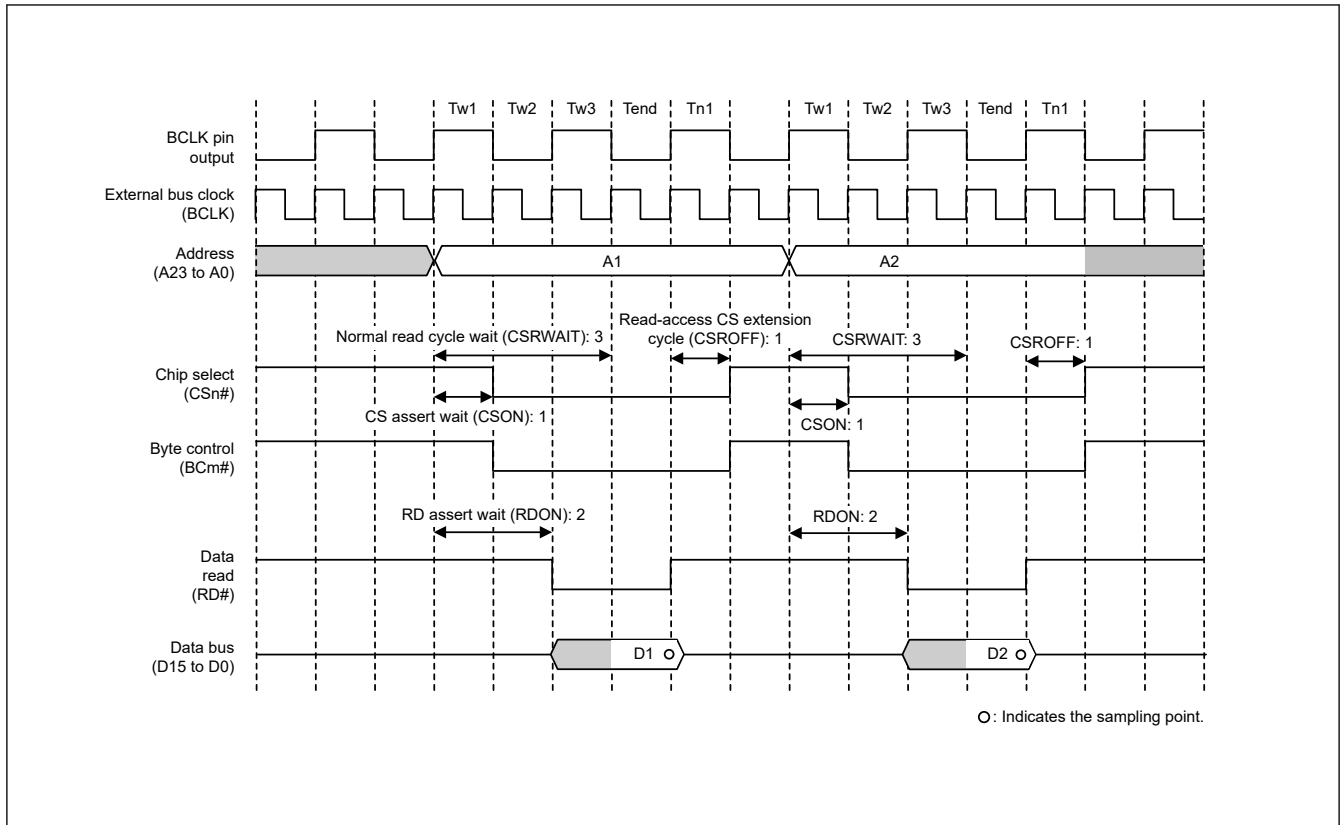 Tw1 Tw2 Tw3 Tend Tn1 Tw1 Tw2 Tw3 Tend Tn1
BCLK pin
output
External bus clock
(BCLK)
Address
(A23 to A0)
A1 A2
Normal read cycle wait (CSRWAIT): 3
Read-access CS extension
cycle (CSROFF): 1
CSRWAIT: 3
CSROFF: 1
Chip select
(CSn#)
CS assert wait (CSON): 1
CSON: 1
Byte control
(BCm#)
RD assert wait (RDON): 2
RDON: 2
Data
read
(RD#)
Data bus
(D15 to D0)
D1 D2
: Indicates the sampling point.